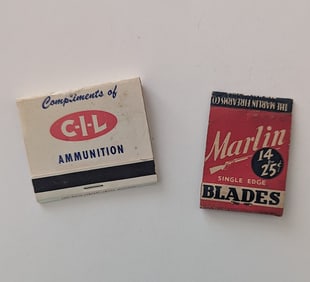 Compliments of
C-I-L
AMMUNITION
THE MARLIN FIREARMS CO.
Marlin
14
25¢
SINGLE EDGE
BLADES